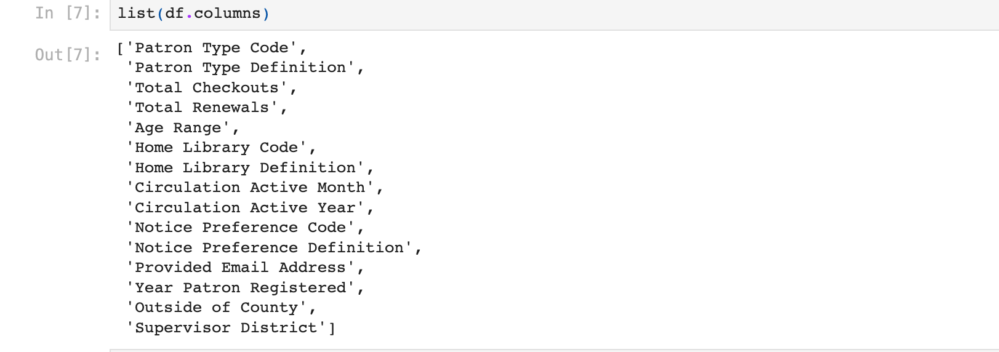 In [7]: list(df.columns)
Out[7]: ['Patron Type Code',
'Patron Type Definition',
'Total Checkouts',
'Total Renewals',
'Age Range',
'Home Library Code',
'Home Library Definition',
'Circulation Active Month',
'Circulation Active Year',
'Notice Preference Code',
'Notice Preference Definition',
'Provided Email Address',
'Year Patron Registered',
'Outside of County',
'Supervisor District']